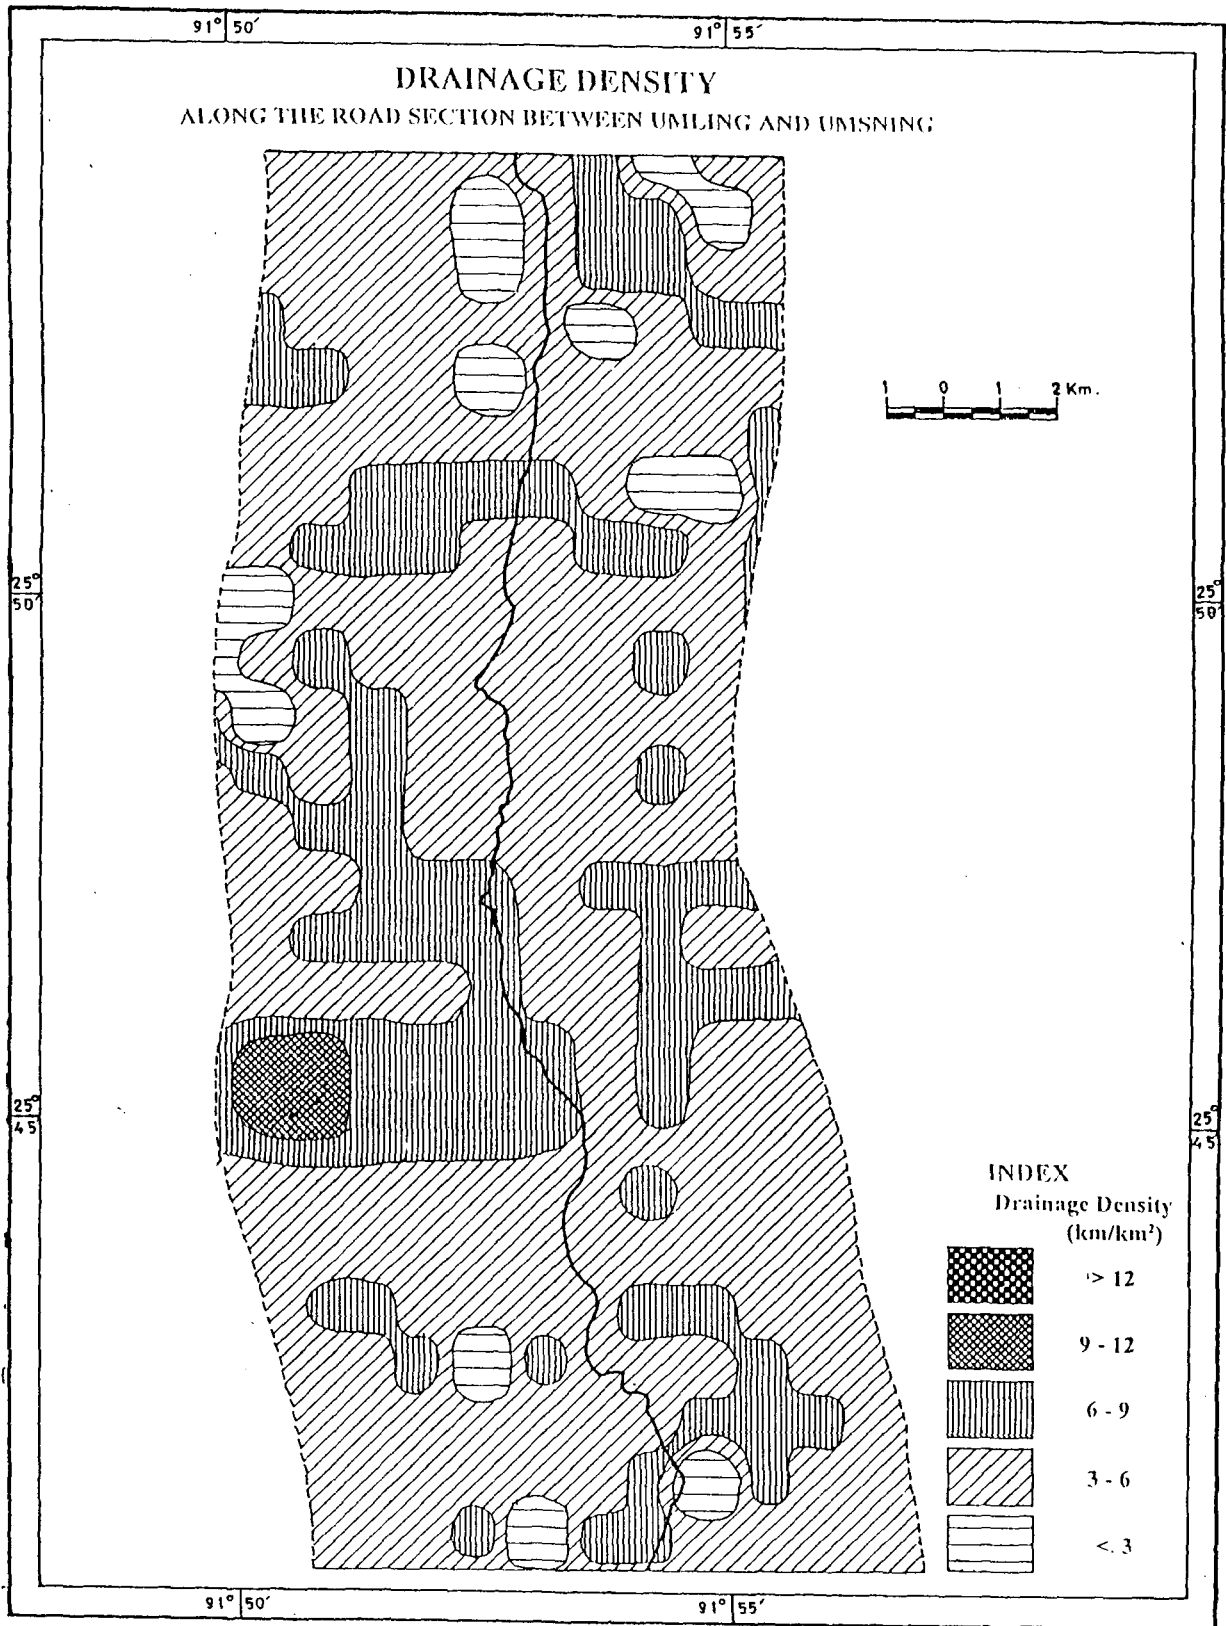 91° 50′ 91° 55′
DRAINAGE DENSITY
ALONG THE ROAD SECTION BETWEEN UMLING AND UMSNING
1 0 1 2 Km.
25° 50′ 25° 50′
25° 45′ 25° 45′
INDEX
Drainage Density
(km/km²)
> 12
9 - 12
6 - 9
3 - 6
<. 3
91° 50′ 91° 55′